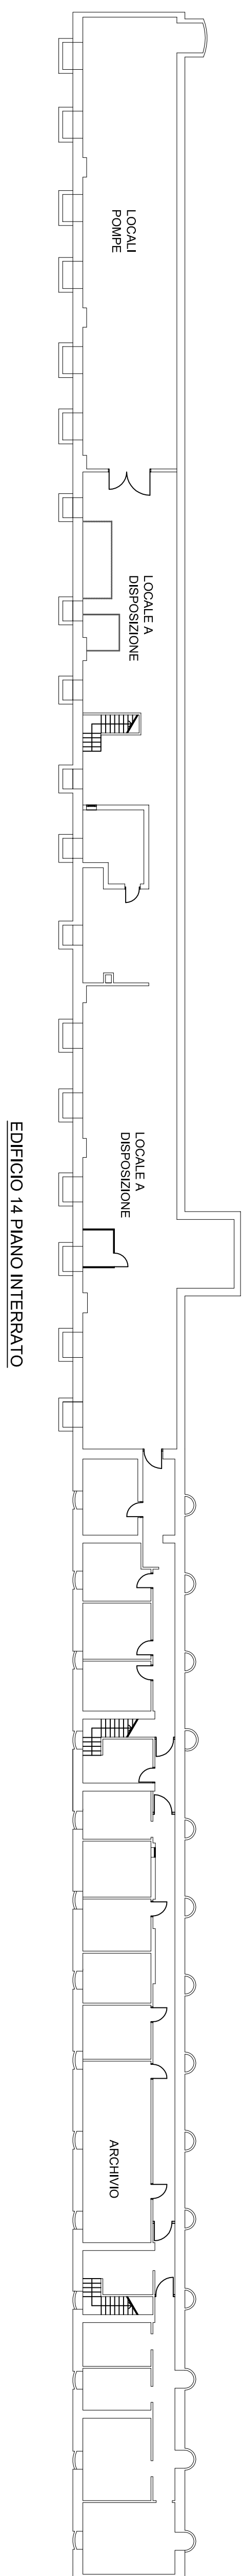 LOCALI
POMPE
LOCALE A
DISPOSIZIONE
LOCALE A
DISPOSIZIONE
ARCHIVIO
EDIFICIO 14 PIANO INTERRATO